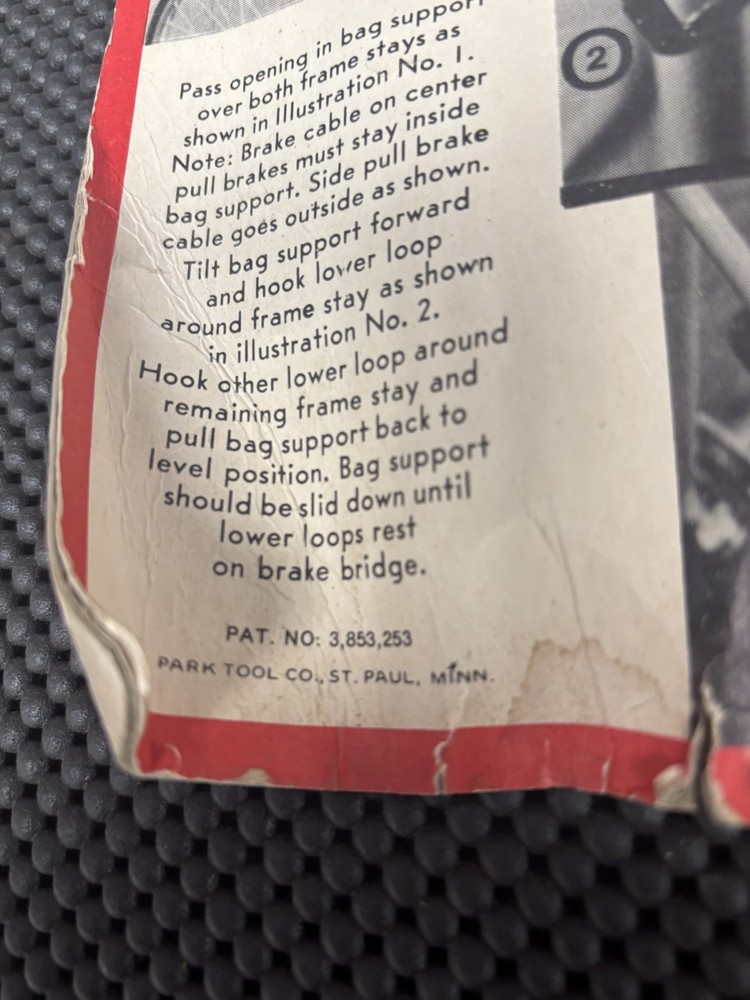 Pass opening in bag support
over both frame stays as
shown in Illustration No. 1.
Note: Brake cable on center
pull brakes must stay inside
bag support. Side pull brake
cable goes outside as shown.
Tilt bag support forward
and hook lower loop
around frame stay as shown
in illustration No. 2.
Hook other lower loop around
remaining frame stay and
pull bag support back to
level position. Bag support
should be slid down until
lower loops rest
on brake bridge.
PAT. NO: 3,853,253
PARK TOOL CO., ST. PAUL, MINN.
2